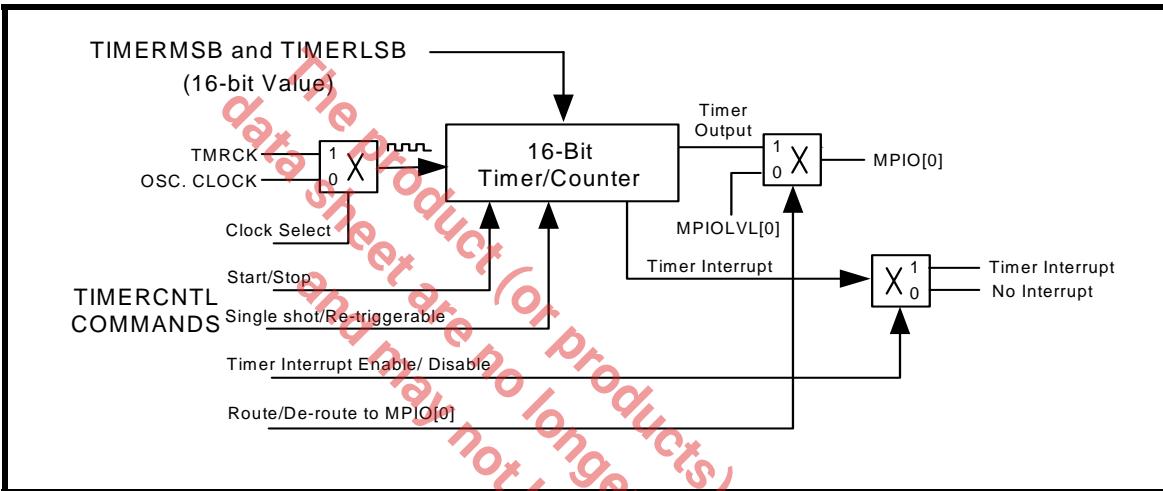 TIMERMSB and TIMERLSB
(16-bit Value)
TMRCK
OSC. CLOCK
1
0
X
Clock Select
16-Bit
Timer/Counter
Timer
Output
1
0
X
MPIO[0]
MPIOLVL[0]
Start/Stop
Timer Interrupt
X
1
0
Timer Interrupt
No Interrupt
TIMERCNTL
COMMANDS
Single shot/Re-triggerable
Timer Interrupt Enable/ Disable
Route/De-route to MPIO[0]
The product (or products)
data sheet are no longe
and may not